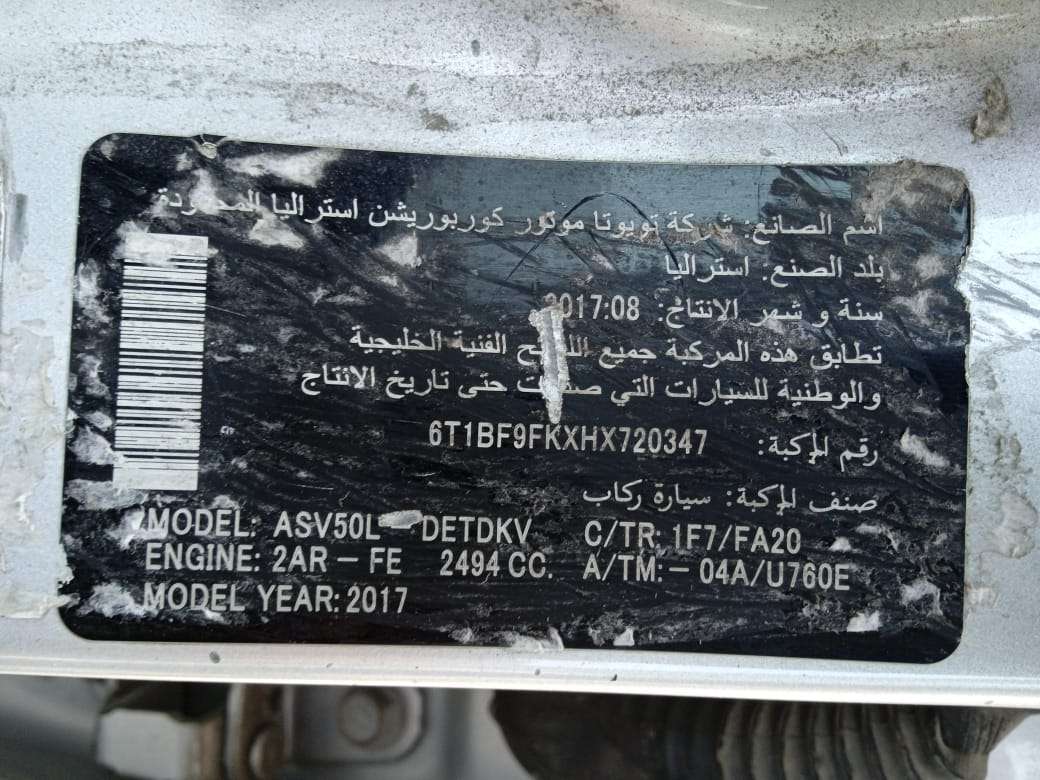 اسم الصانع: شركة تويوتا موتور كوربوريشن استراليا المحدودة
بلد الصنع: استراليا
سنة و شهر الانتاج: 2017:08
تطابق هذه المركبة جميع اللوائح الفنية الخليجية
والوطنية للسيارات التي صنفت حتى تاريخ الانتاج
رقم المركبة: 6T1BF9FKXHX720347
صنف المركبة: سيارة ركاب
MODEL: ASV50L-DETDKV C/TR: 1F7/FA20
ENGINE: 2AR-FE 2494 CC. A/TM:-04A/U760E
MODEL YEAR: 2017